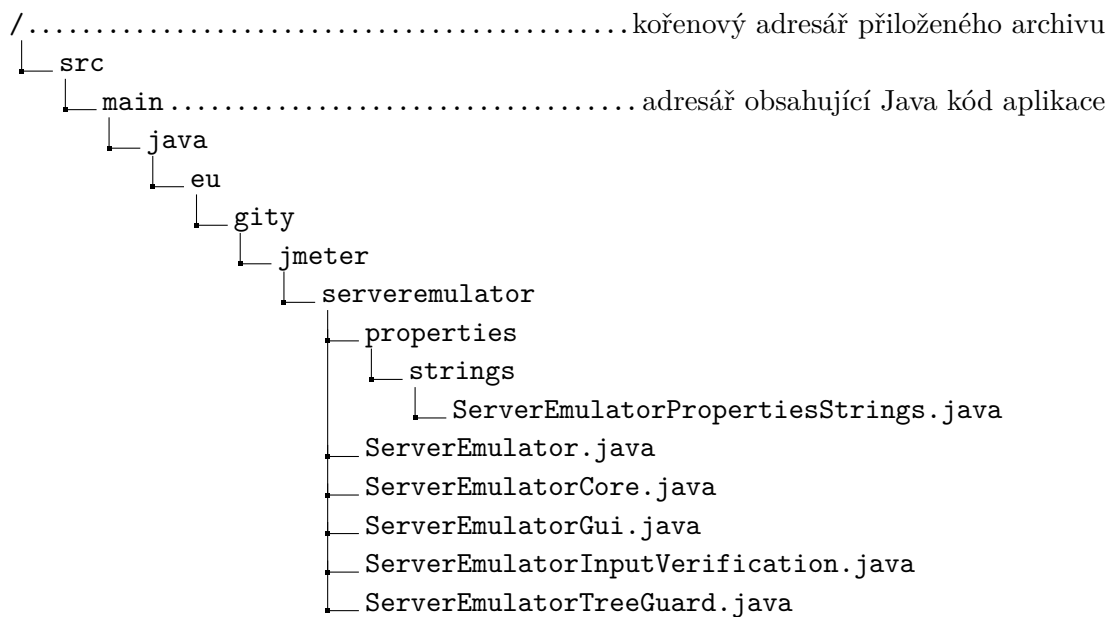 / ............................................. kořenový adresář přiloženého archivu
src
main ................................... adresář obsahující Java kód aplikace
java
eu
gity
jmeter
serveremulator
properties
strings
ServerEmulatorPropertiesStrings.java
ServerEmulator.java
ServerEmulatorCore.java
ServerEmulatorGui.java
ServerEmulatorInputVerification.java
ServerEmulatorTreeGuard.java